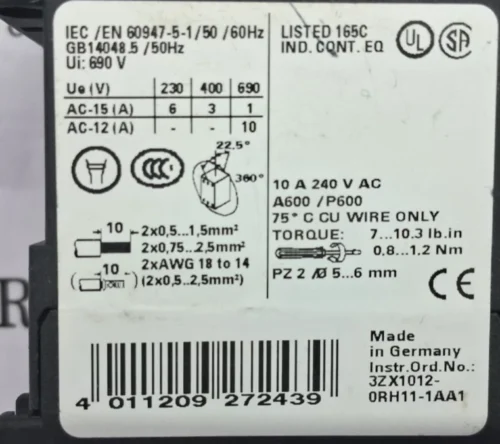 IEC /EN 60947-5-1/50 /60Hz
GB14048.5 /50Hz
Ui: 690 V
Ue (V) 230 400 690
AC-15 (A) 6 3 1
AC-12 (A) - - 10
22.5°
360°
10 2x0,5...1,5mm²
2x0,75...2,5mm²
2xAWG 18 to 14
10 (2x0,5...2,5mm²)
LISTED 165C
IND. CONT. EQ
UL
SA
CCC
10 A 240 V AC
A600 /P600
75° C CU WIRE ONLY
TORQUE: 7...10.3 lb.in
0.8...1.2 Nm
PZ 2 /Ø 5...6 mm
CE
Made
in Germany
Instr.Ord.No.:
3ZX1012-
0RH11-1AA1
4 011209 272439
R